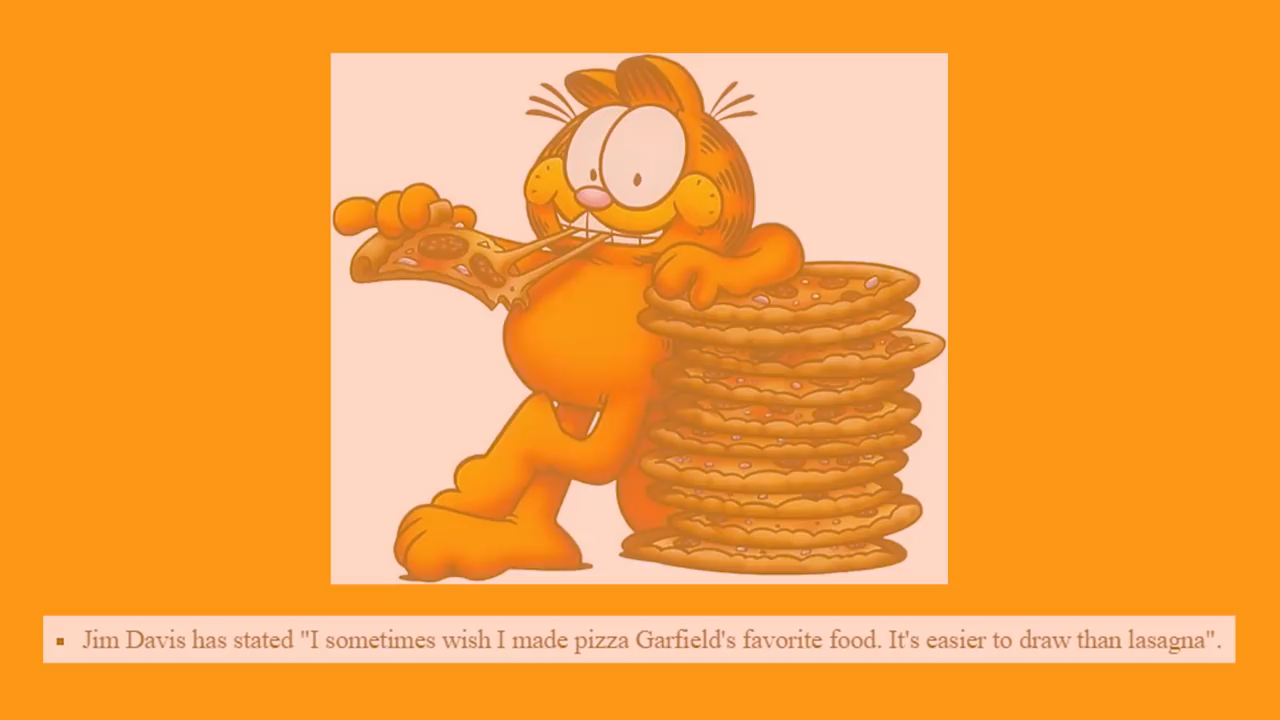 ▪ Jim Davis has stated "I sometimes wish I made pizza Garfield's favorite food. It's easier to draw than lasagna".